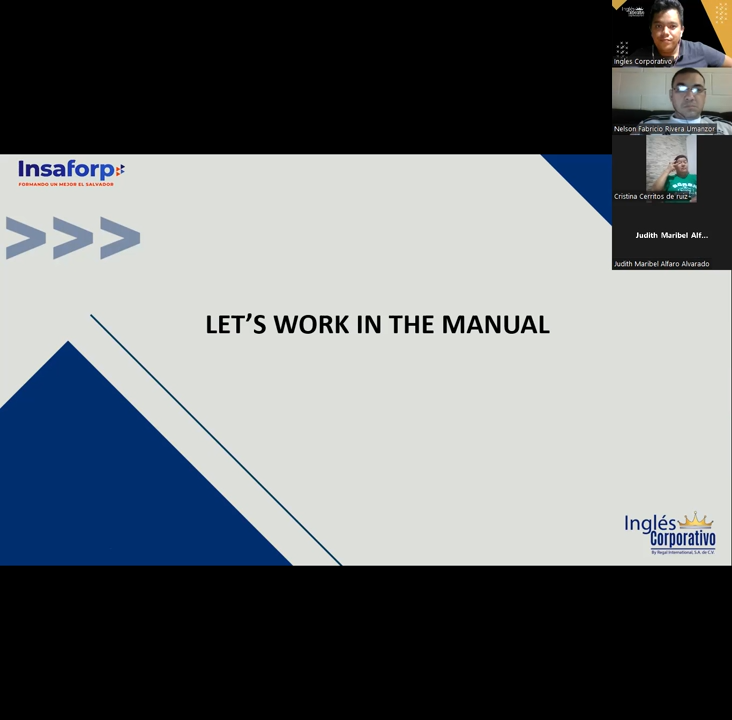 Inglés Corporativo
Nelson Fabricio Rivera Umanzor
Cristina Cerritos de ruiz
Judith Maribel Alf...
Judith Maribel Alfaro Alvarado
Insaforp
FORMANDO UN MEJOR EL SALVADOR
>>>
LET'S WORK IN THE MANUAL
Inglés
Corporativo
By Regal International, S.A. de C.V.